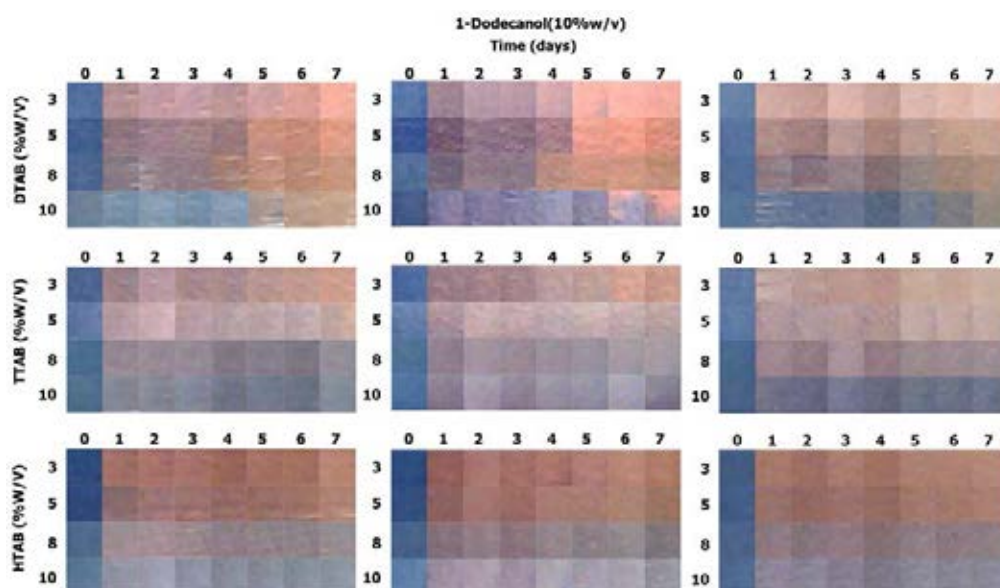 1-Dodecanol(10%w/v)
Time (days)
0 1 2 3 4 5 6 7 0 1 2 3 4 5 6 7 0 1 2 3 4 5 6 7
DTAB (%W/V)
3 3 3
5 5 5
8 8 8
10 10 10
0 1 2 3 4 5 6 7 0 1 2 3 4 5 6 7 0 1 2 3 4 5 6 7
TTAB (%W/V)
3 3 3
5 5 5
8 8 8
10 10 10
0 1 2 3 4 5 6 7 0 1 2 3 4 5 6 7 0 1 2 3 4 5 6 7
HTAB (%W/V)
3 3 3
5 5 5
8 8 8
10 10 10